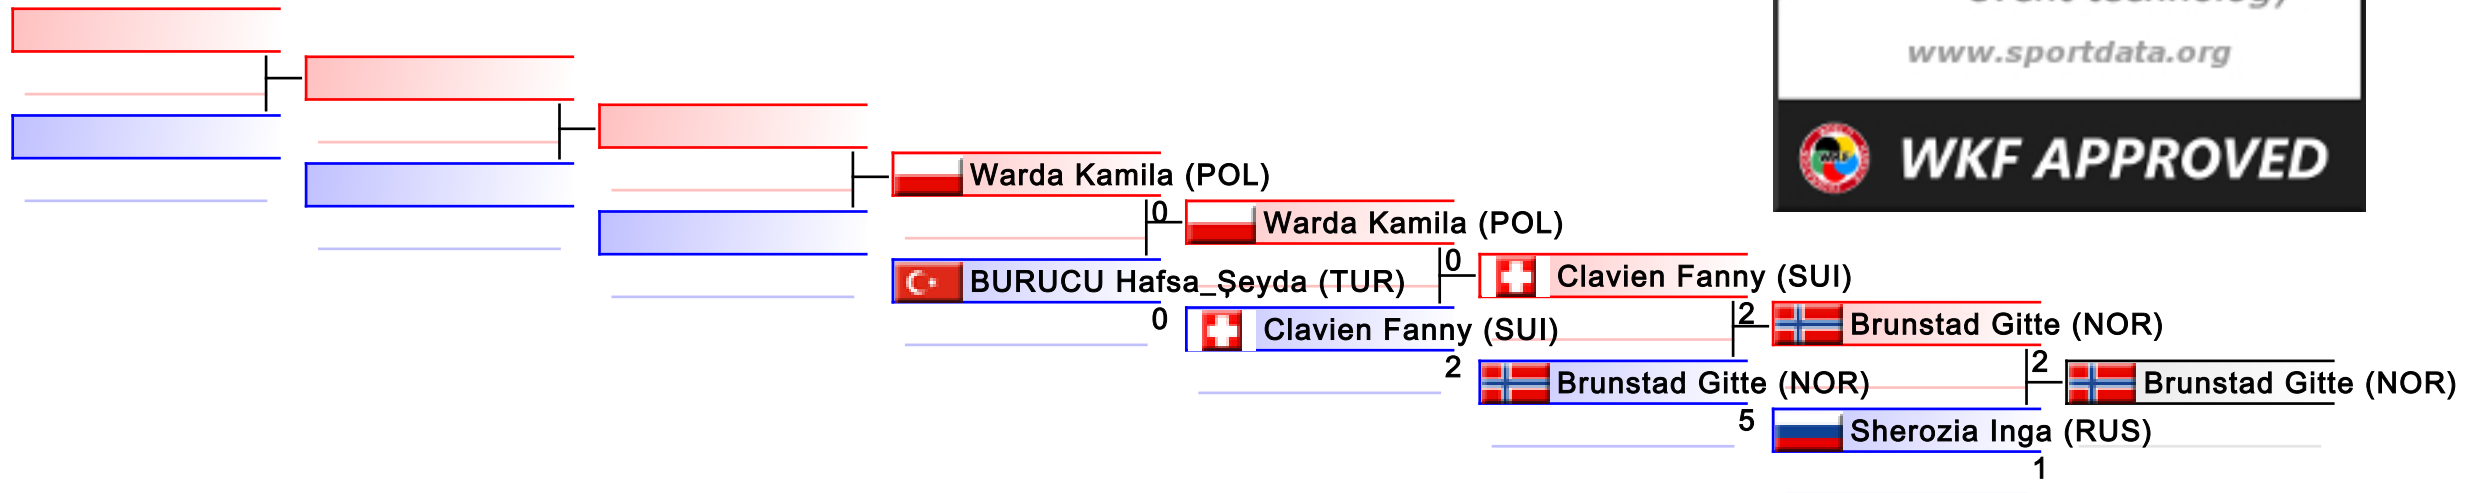 www.sportdata.org
WKF APPROVED
Warda Kamila (POL)
0
Warda Kamila (POL)
BURUCU Hafsa_Şeyda (TUR)
0
0
Clavien Fanny (SUI)
Clavien Fanny (SUI)
2
2
Brunstad Gitte (NOR)
Brunstad Gitte (NOR)
5
2
Brunstad Gitte (NOR)
Sherozia Inga (RUS)
1